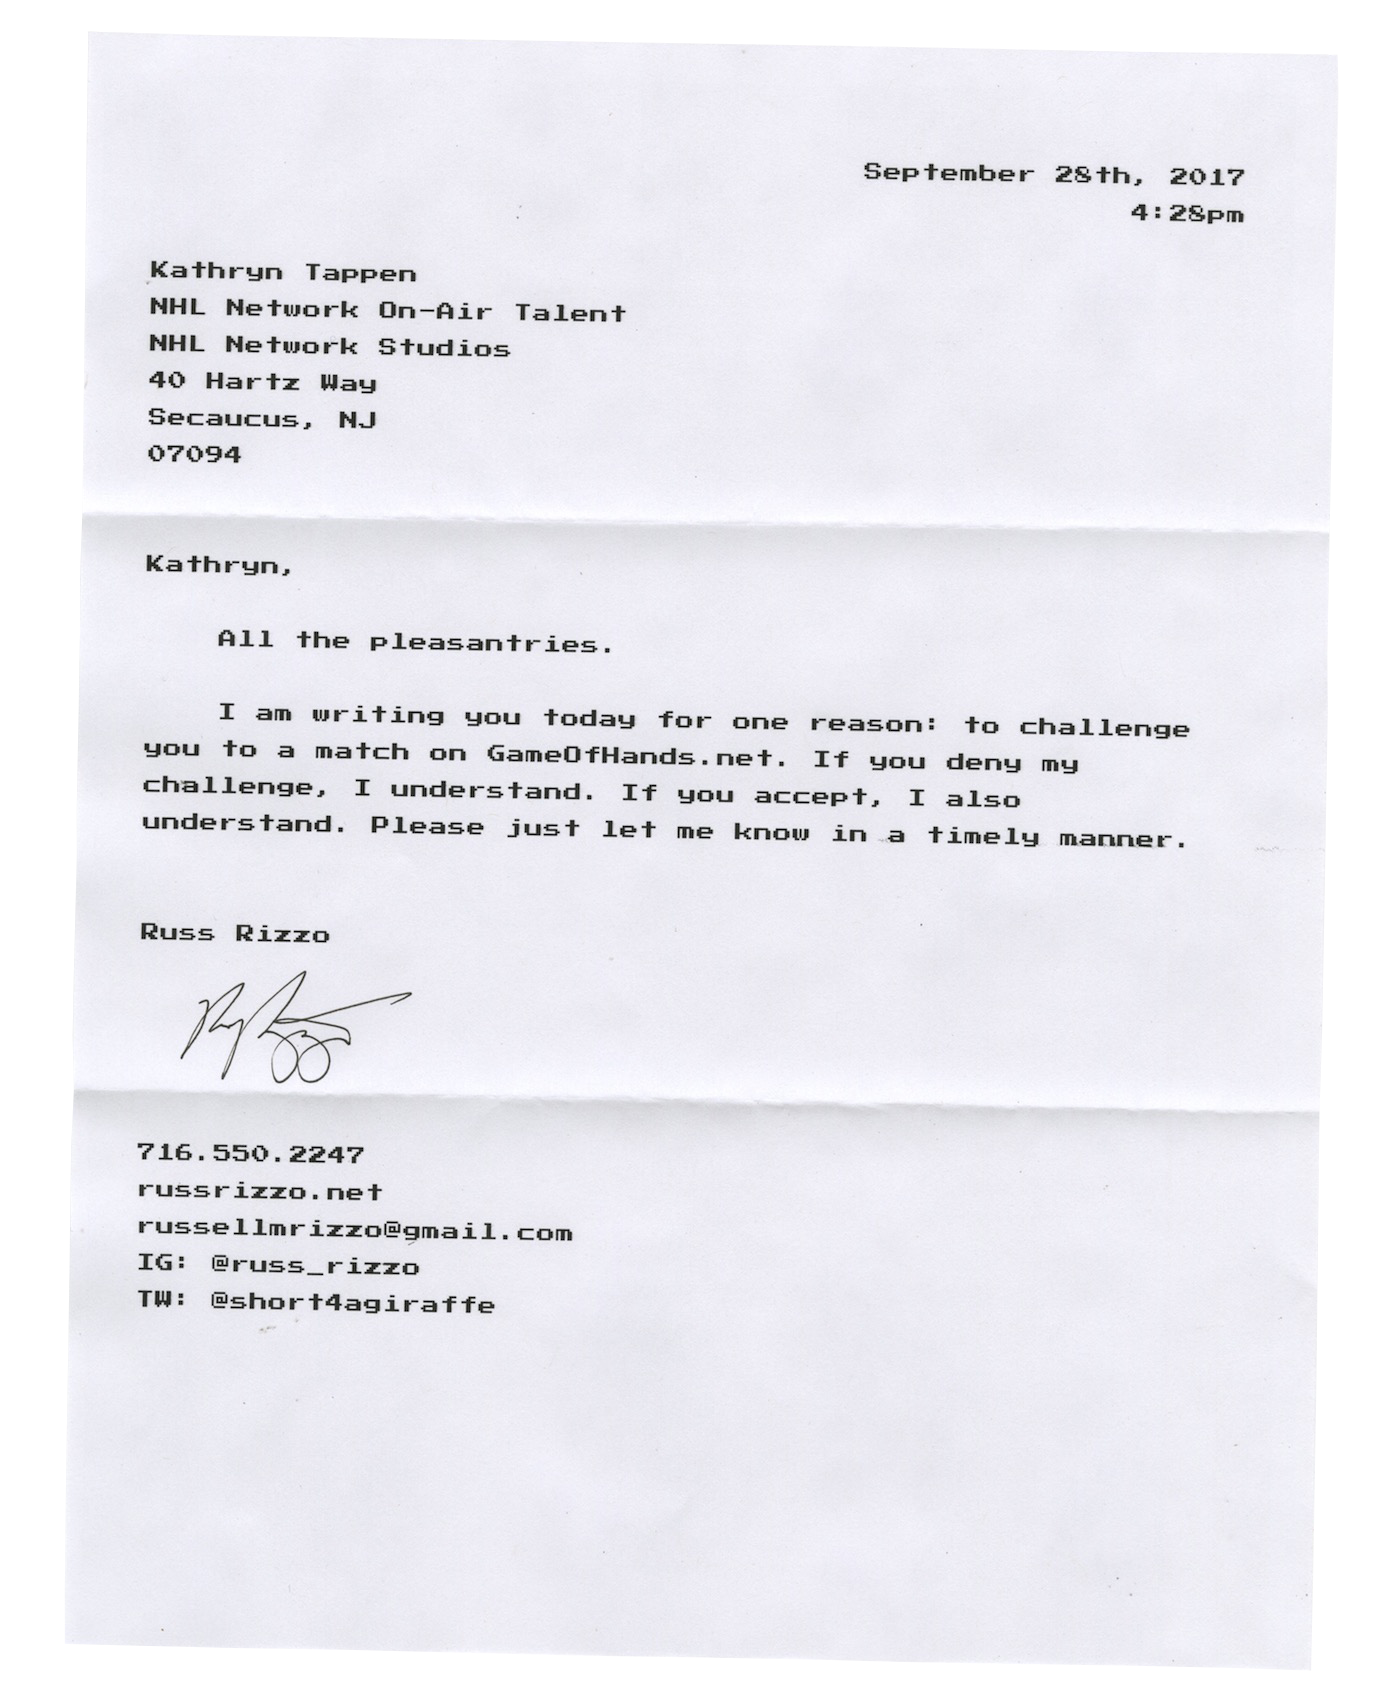 September 28th, 2017
4:28pm
Kathryn Tappen
NHL Network On-Air Talent
NHL Network Studios
40 Hartz Way
Secaucus, NJ
07094
Kathryn,
All the pleasantries.
I am writing you today for one reason: to challenge
you to a match on GameOfHands.net. If you deny my
challenge, I understand. If you accept, I also
understand. Please just let me know in a timely manner.
Russ Rizzo
716.550.2247
russrizzo.net
russellmrizzo@gmail.com
IG: @russ_rizzo
TW: @short4agiraffe